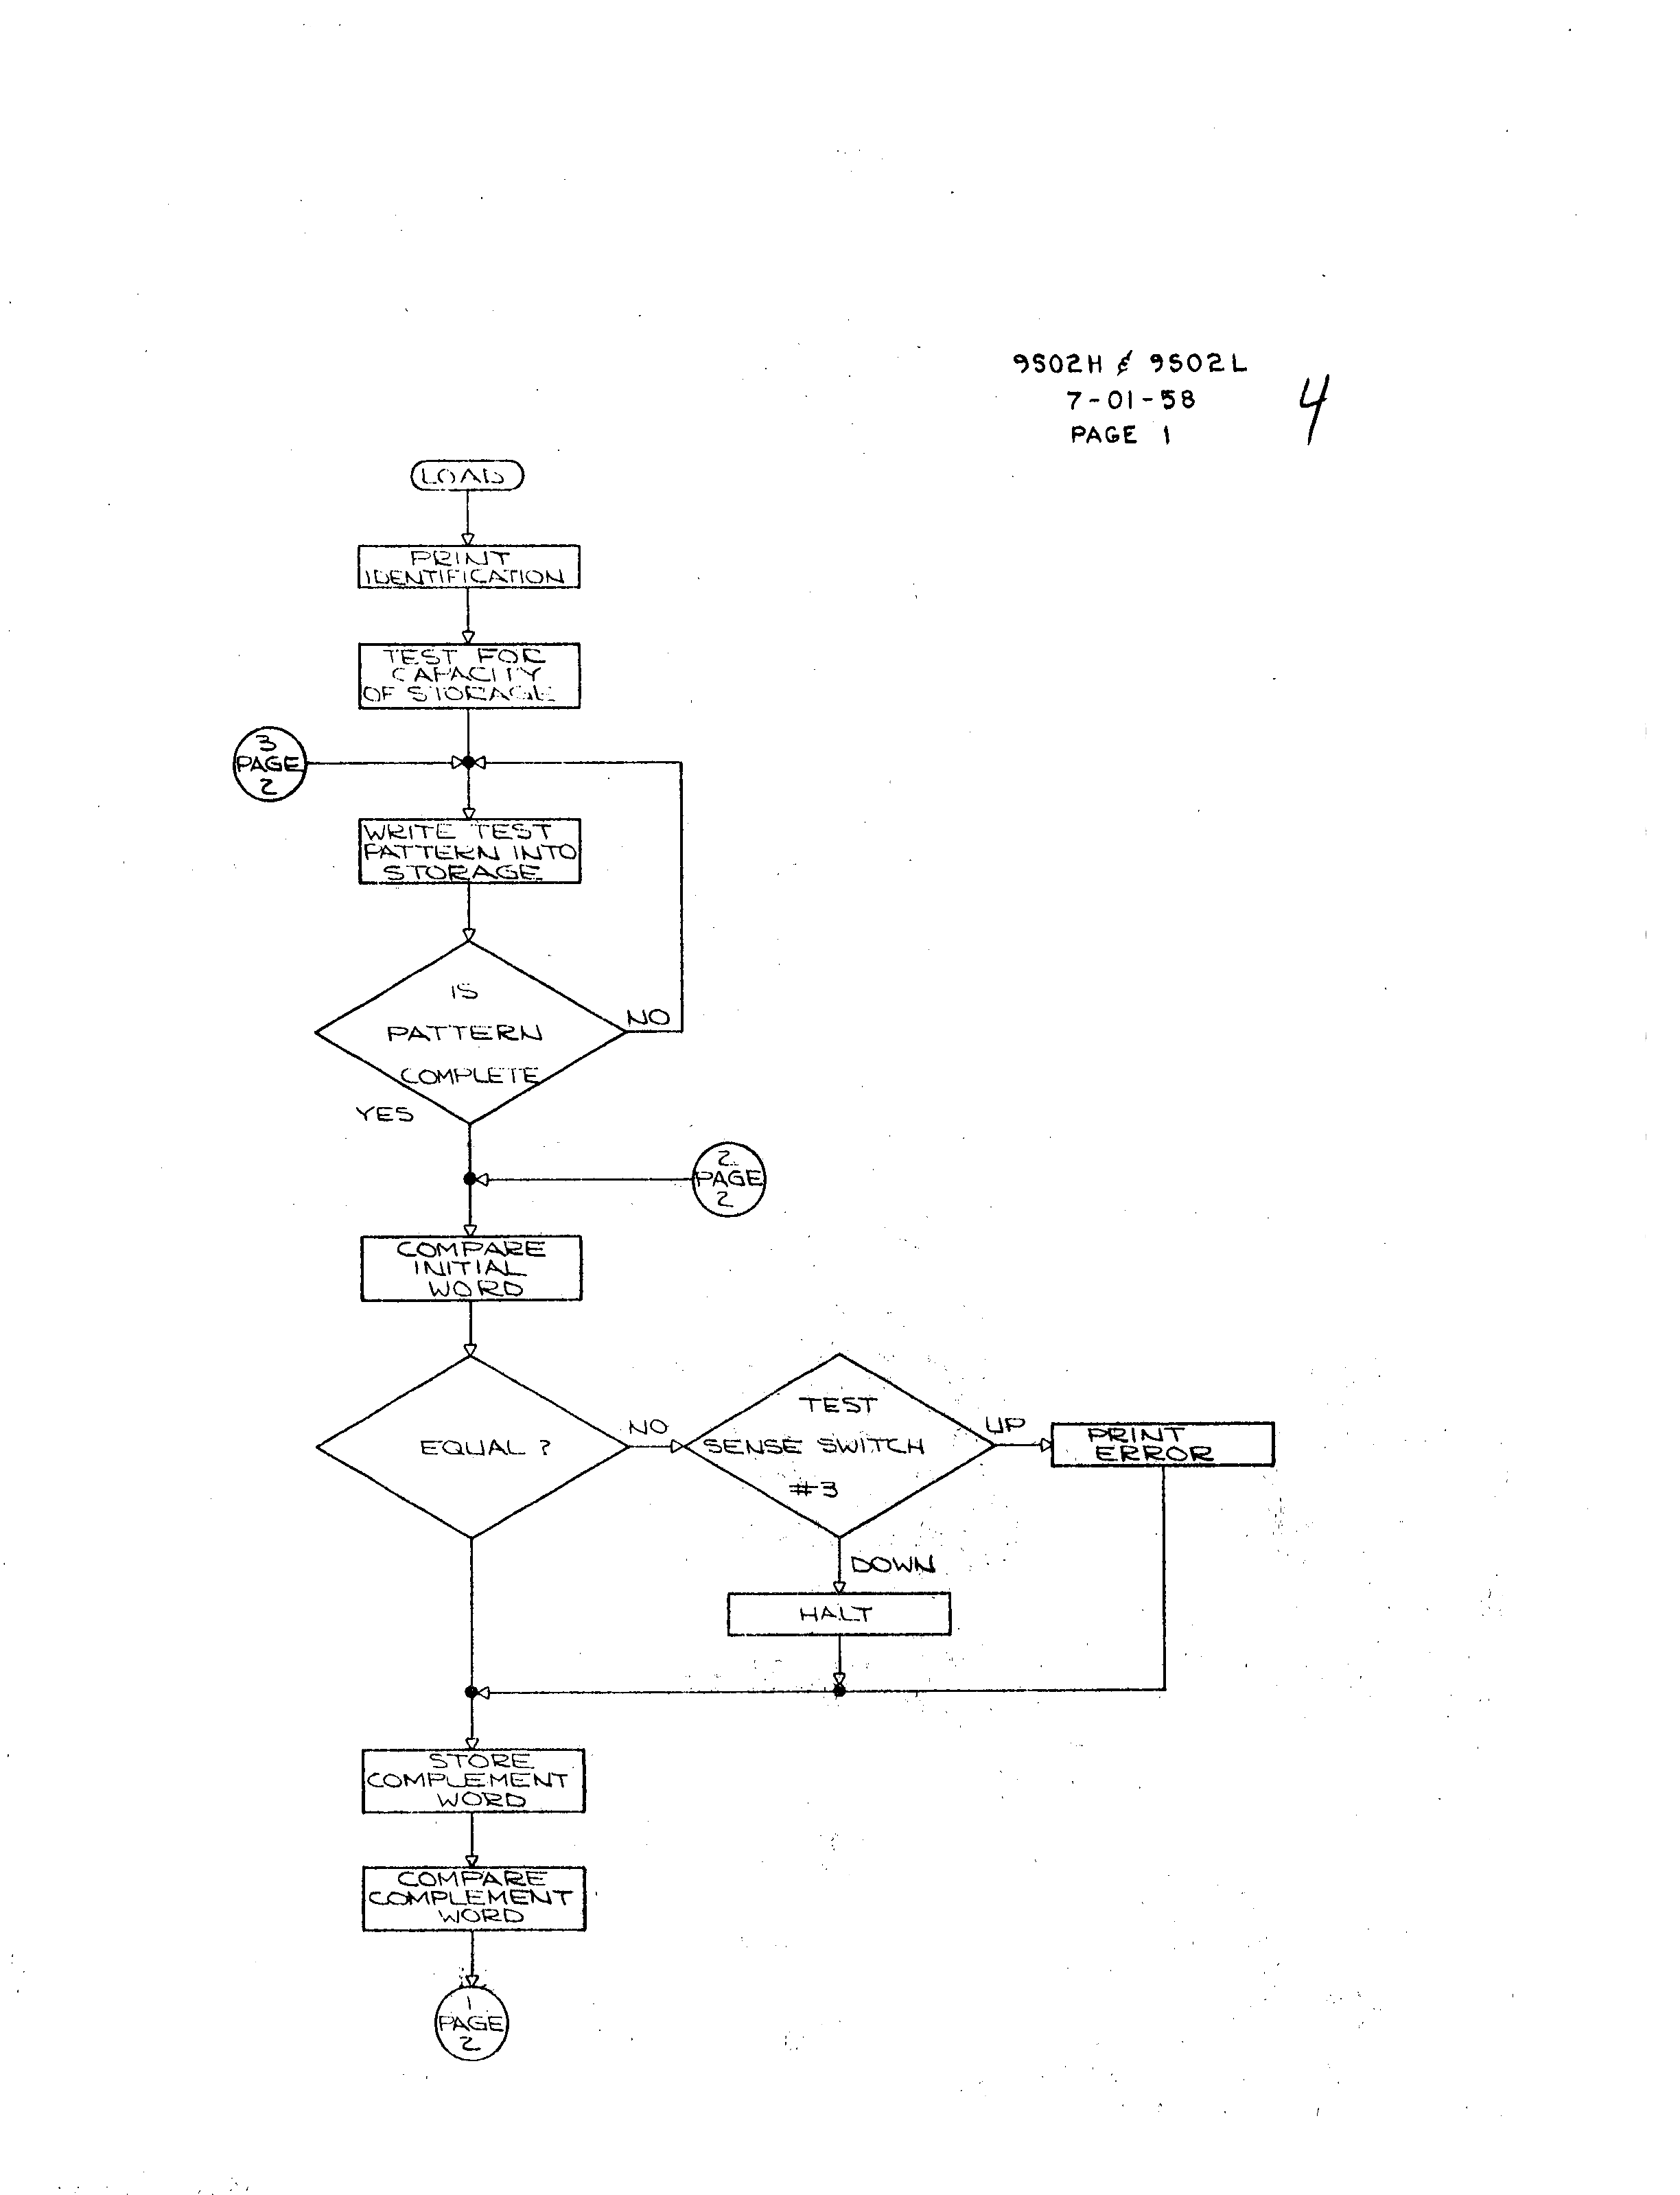 9S02H & 9S02L
7-01-58
PAGE 1
4
LOAD
PRINT
IDENTIFICATION
TEST FOR
CAPACITY
OF STORAGE
3
PAGE
2
WRITE TEST
PATTERN INTO
STORAGE
IS
PATTERN
COMPLETE
NO
YES
2
PAGE
2
COMPARE
INITIAL
WORD
EQUAL ?
NO
TEST
SENSE SWITCH
#3
UP
PRINT
ERROR
DOWN
HALT
STORE
COMPLEMENT
WORD
COMPARE
COMPLEMENT
WORD
1
PAGE
2